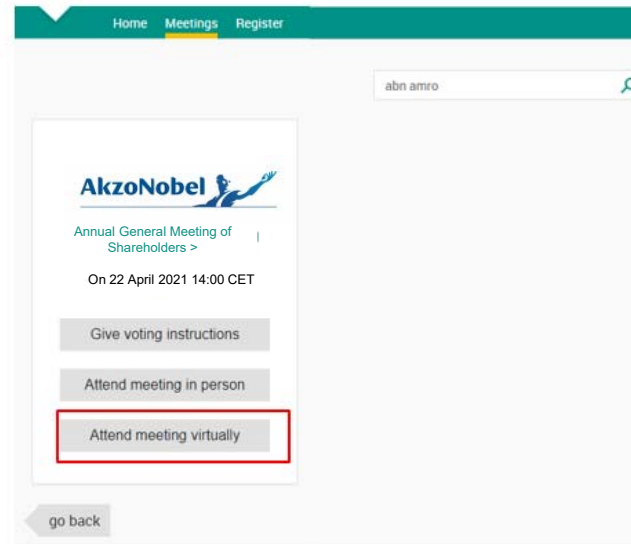 Home Meetings Register
abn amro
AkzoNobel
Annual General Meeting of
Shareholders >
On 22 April 2021 14:00 CET
Give voting instructions
Attend meeting in person
Attend meeting virtually
go back